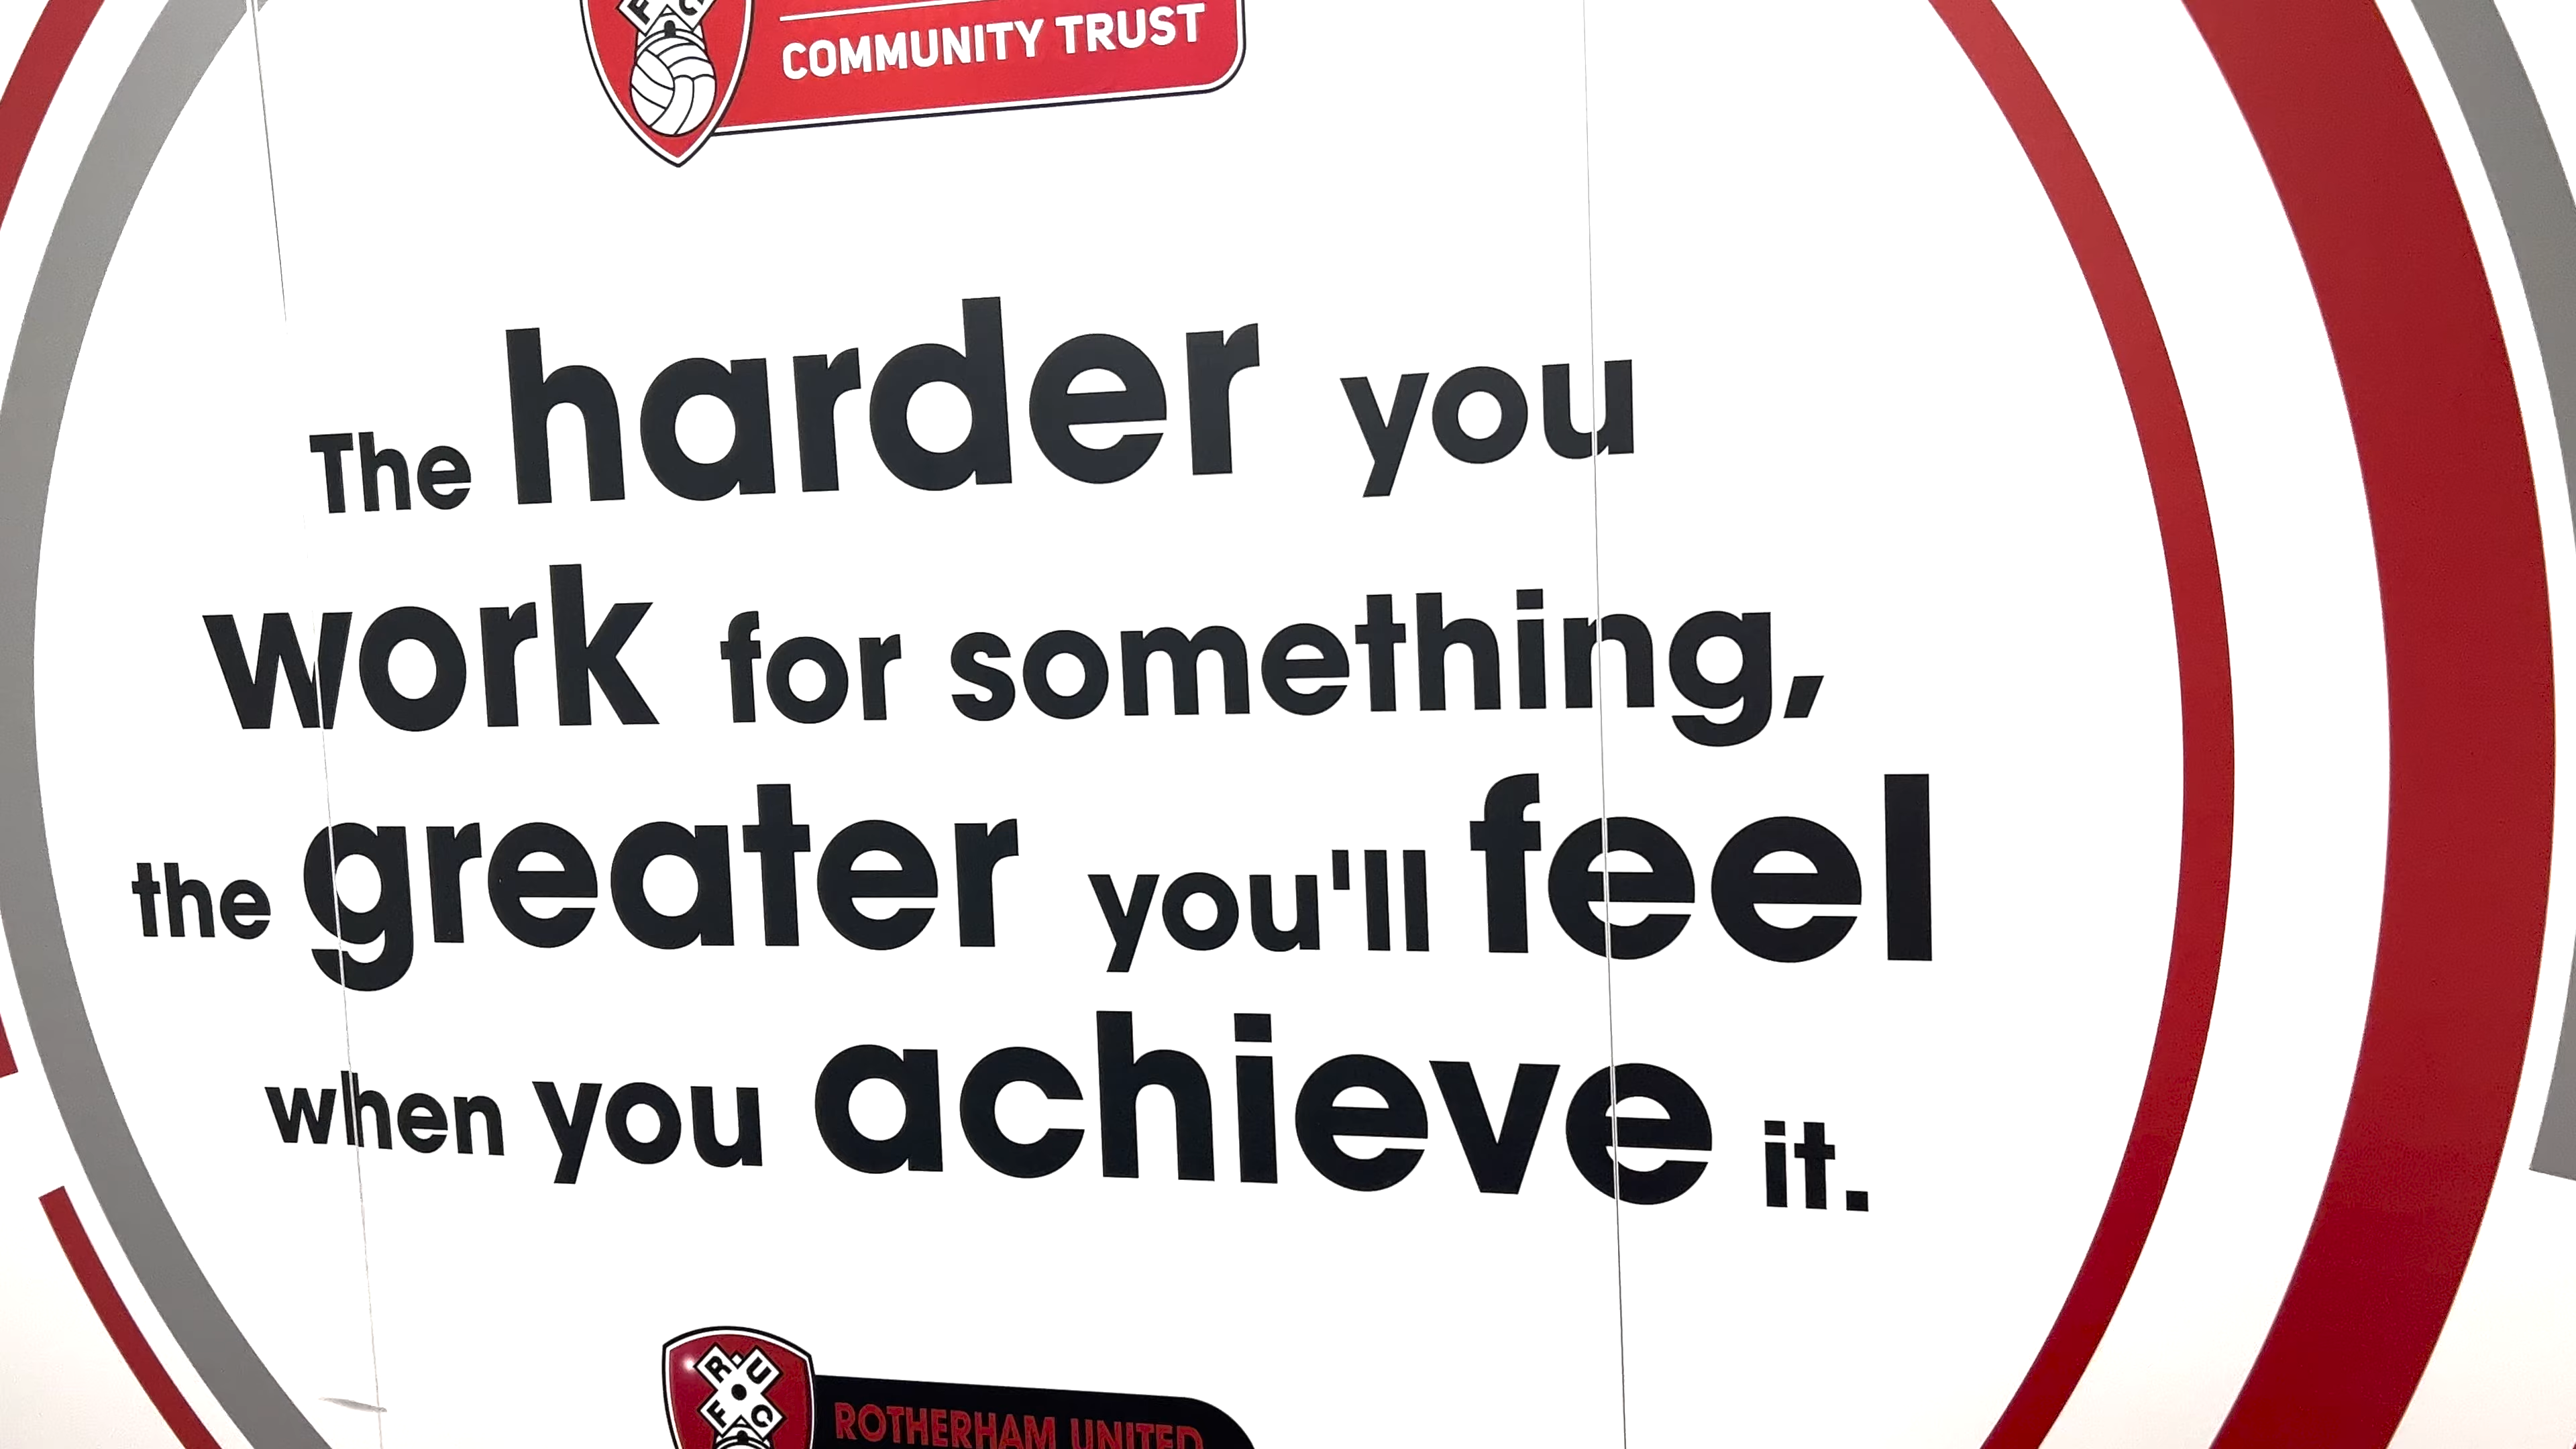 F C
COMMUNITY TRUST
The harder you
work for something,
the greater you'll feel
when you achieve it.
R U
F C
ROTHERHAM UNITED